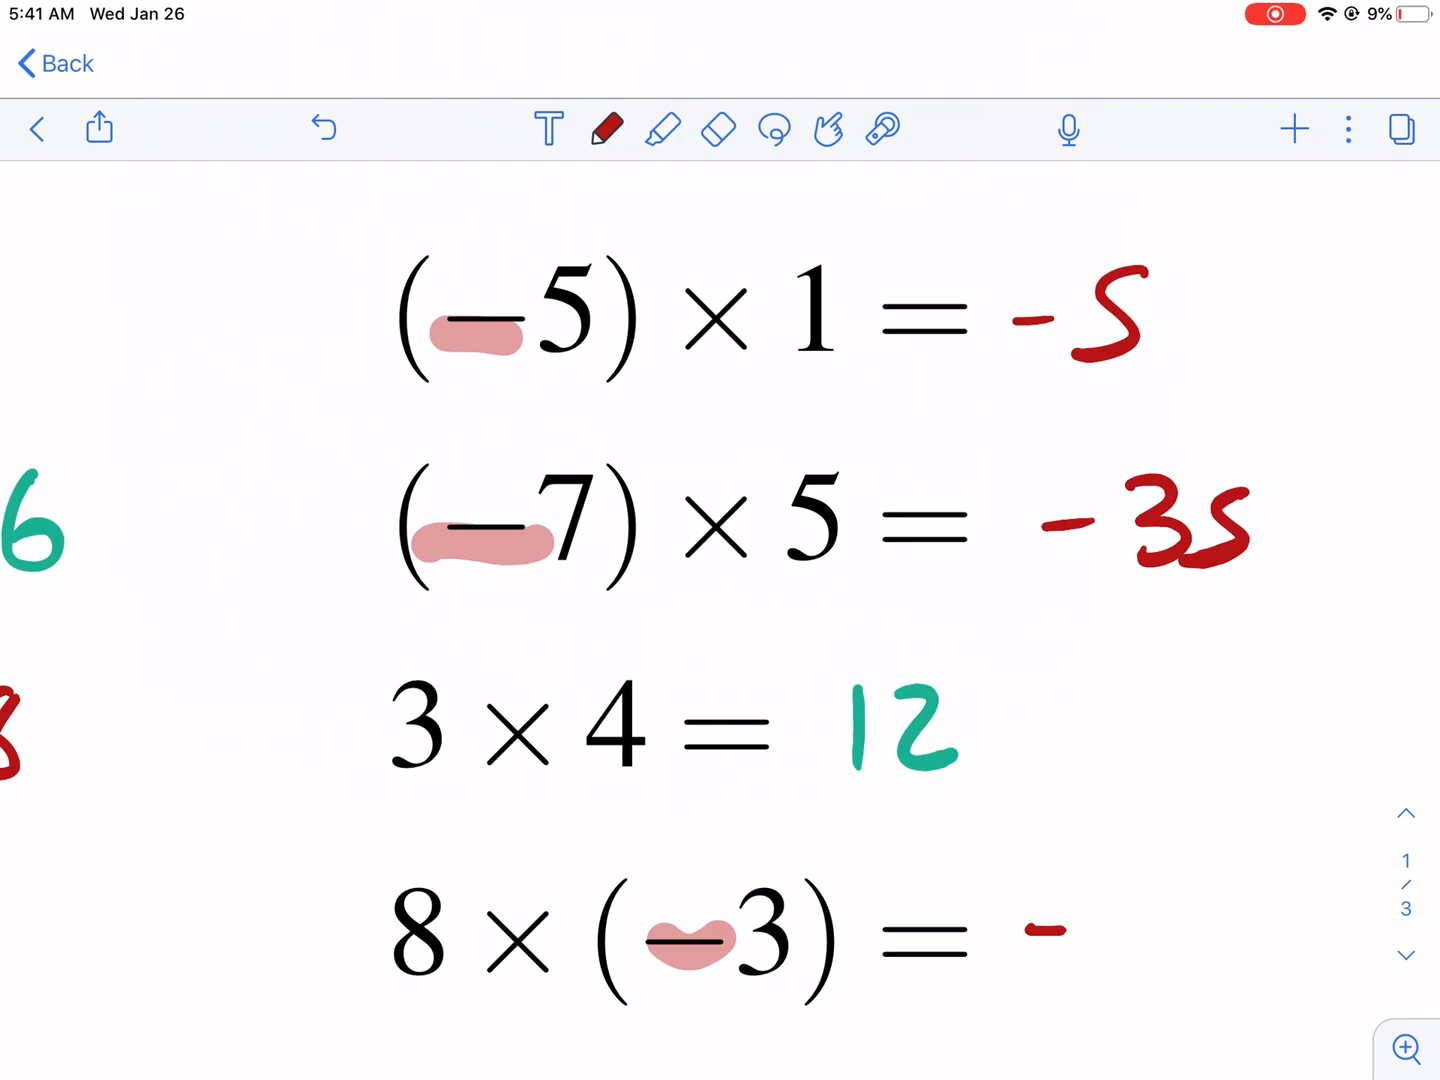 5:41 AM Wed Jan 26
9%
Back
(−5) × 1 = -5
6
(−7) × 5 = -35
3 × 4 = 12
8 × (−3) = -
1
/
3